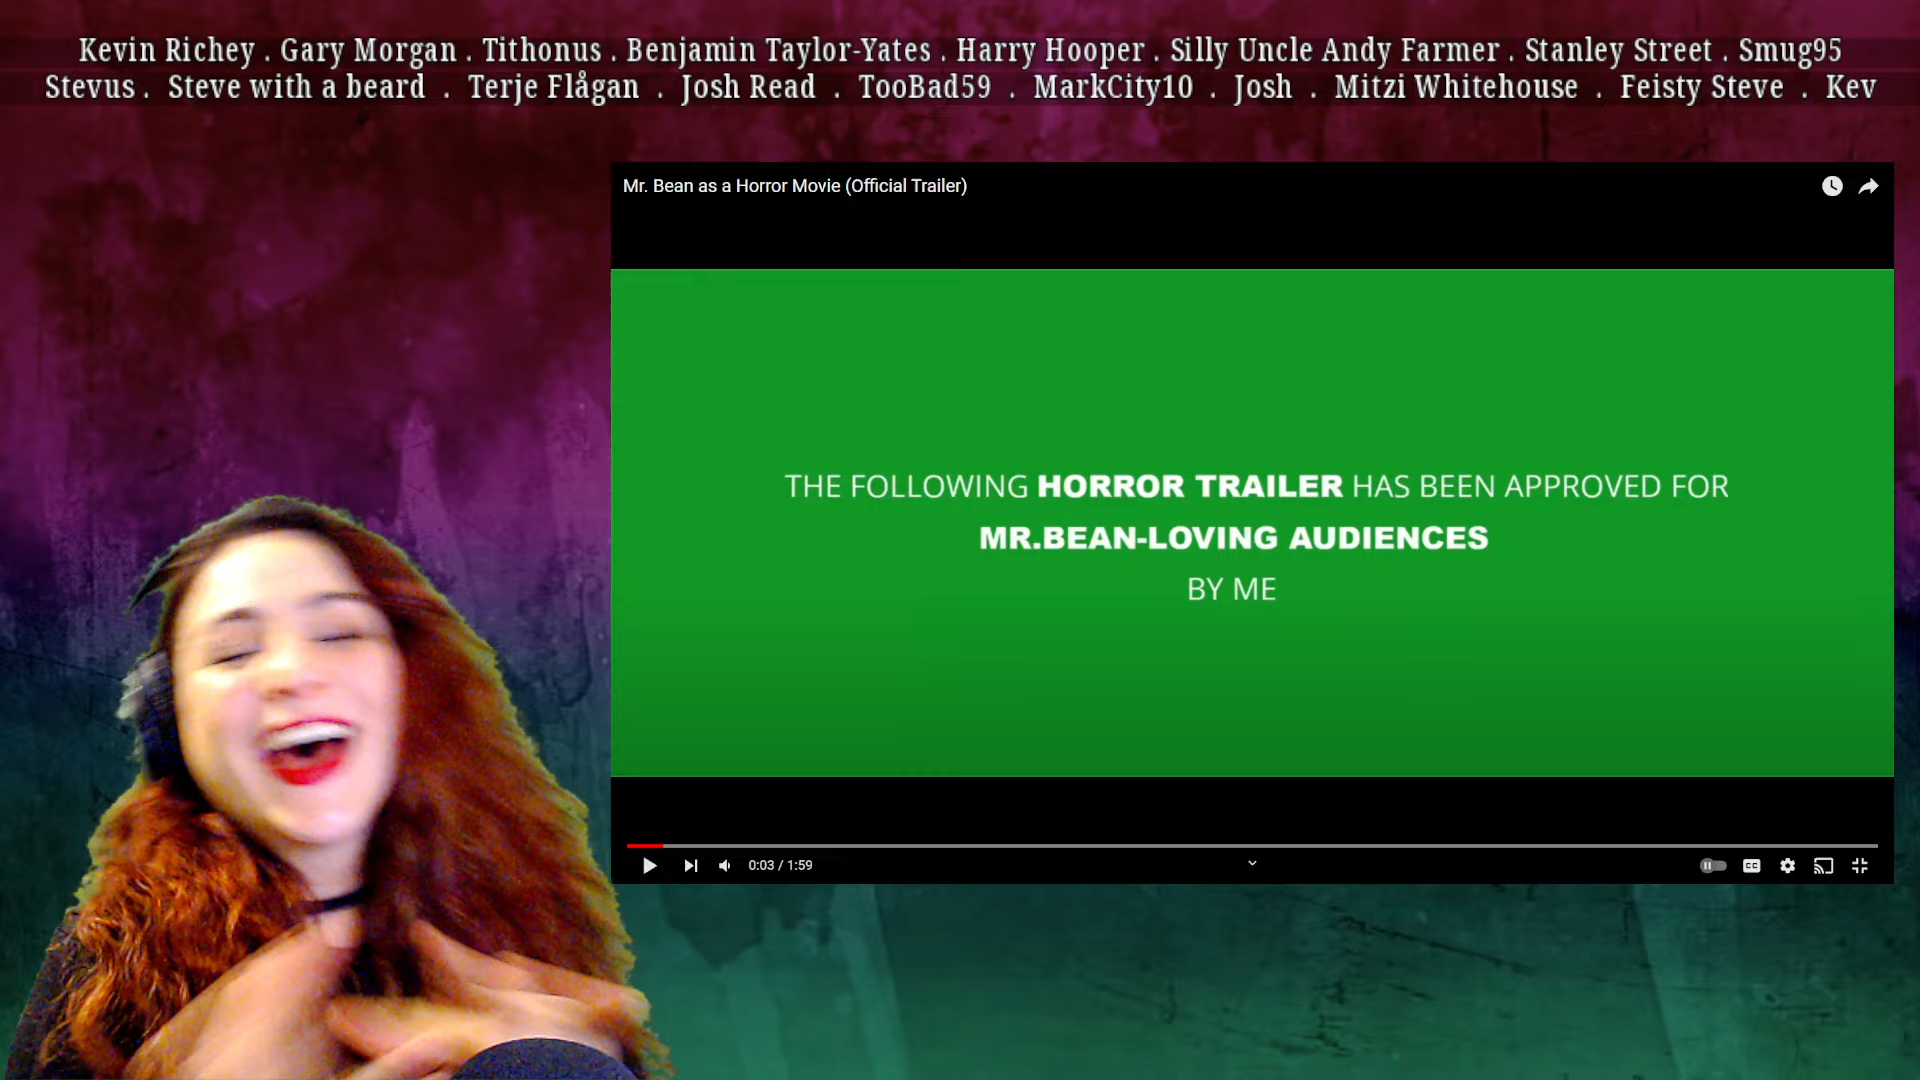 Kevin Richey . Gary Morgan . Tithonus . Benjamin Taylor-Yates . Harry Hooper . Silly Uncle Andy Farmer . Stanley Street . Smug95
Stevus . Steve with a beard . Terje Flågan . Josh Read . TooBad59 . MarkCity10 . Josh . Mitzi Whitehouse . Feisty Steve . Kev
Mr. Bean as a Horror Movie (Official Trailer)
THE FOLLOWING HORROR TRAILER HAS BEEN APPROVED FOR
MR.BEAN-LOVING AUDIENCES
BY ME
0:03 / 1:59
CC